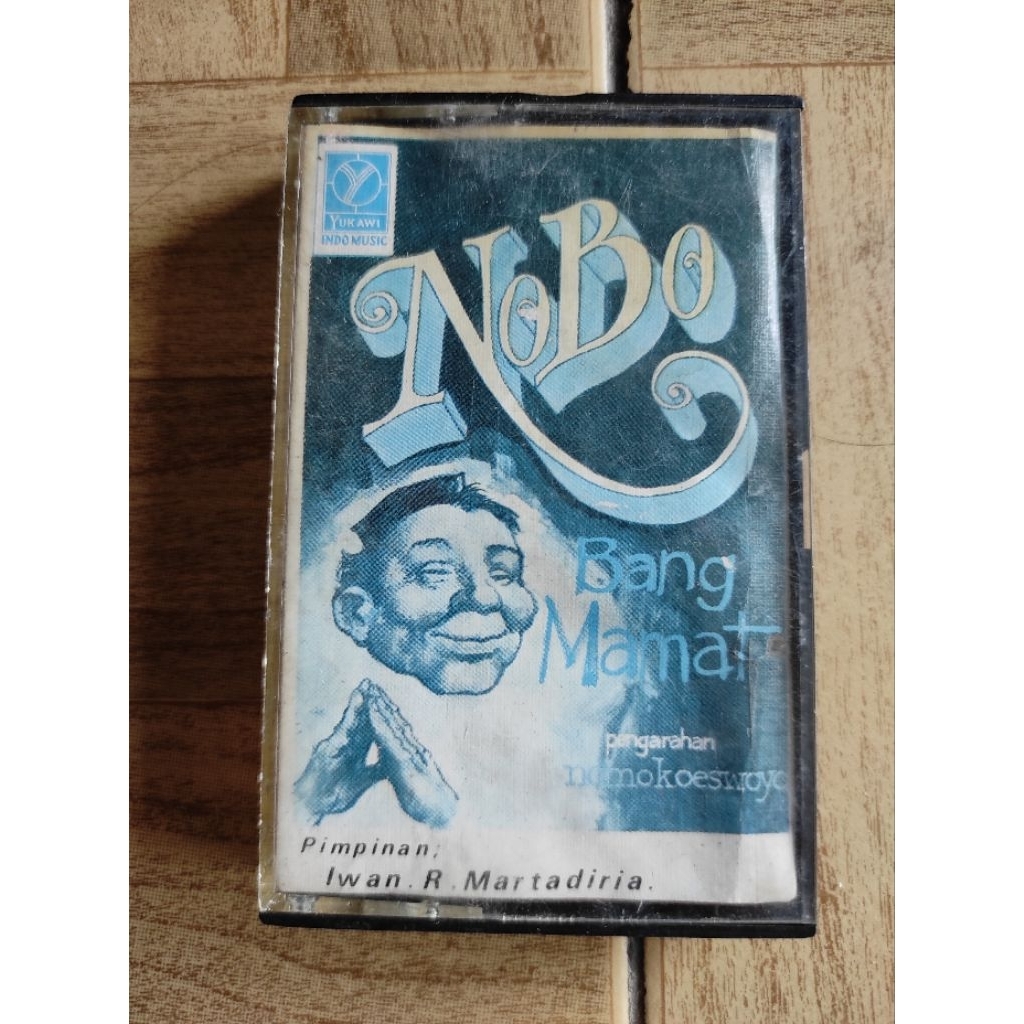 YUKAWI
INDO MUSIC
NoBo
Bang
Mamat
pengarahan
nomokoeswoyo
Pimpinan;
Iwan. R. Martadiria.